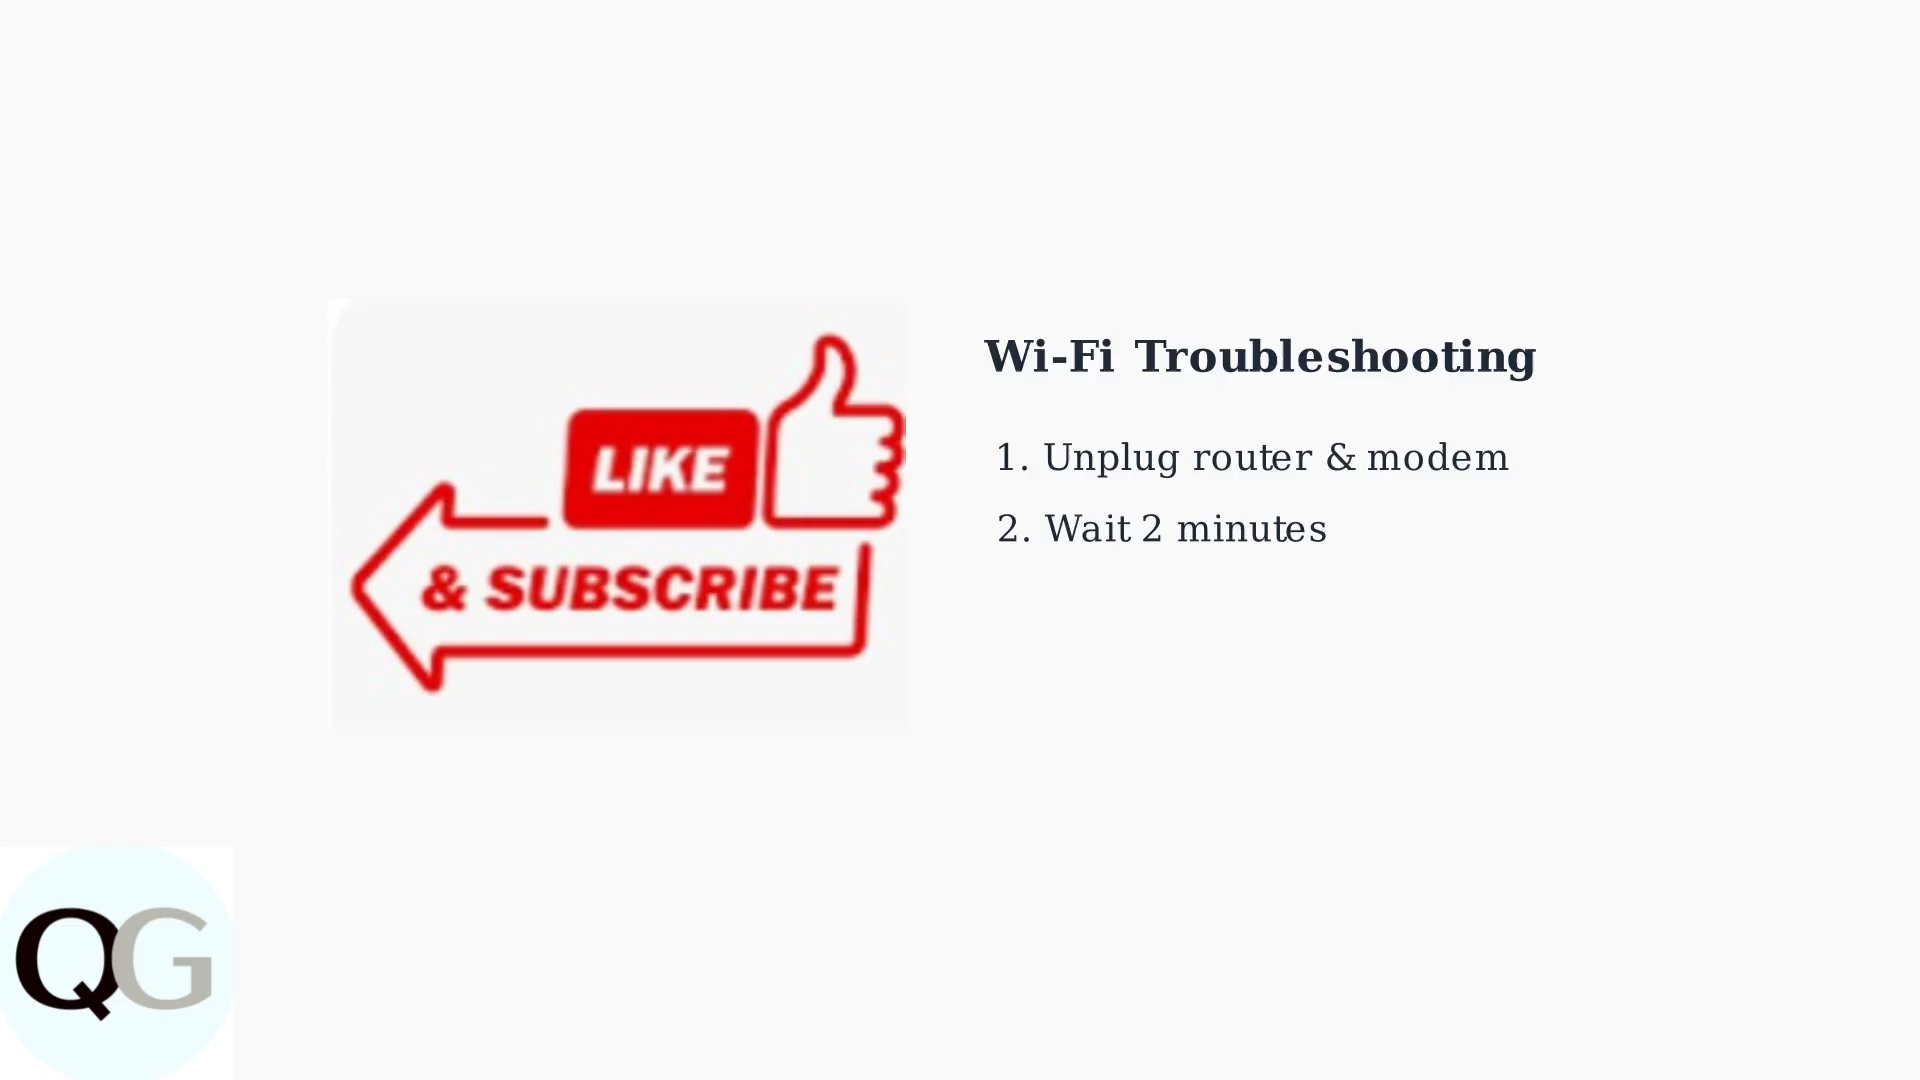 LIKE
& SUBSCRIBE
Wi-Fi Troubleshooting
1. Unplug router & modem
2. Wait 2 minutes
QG